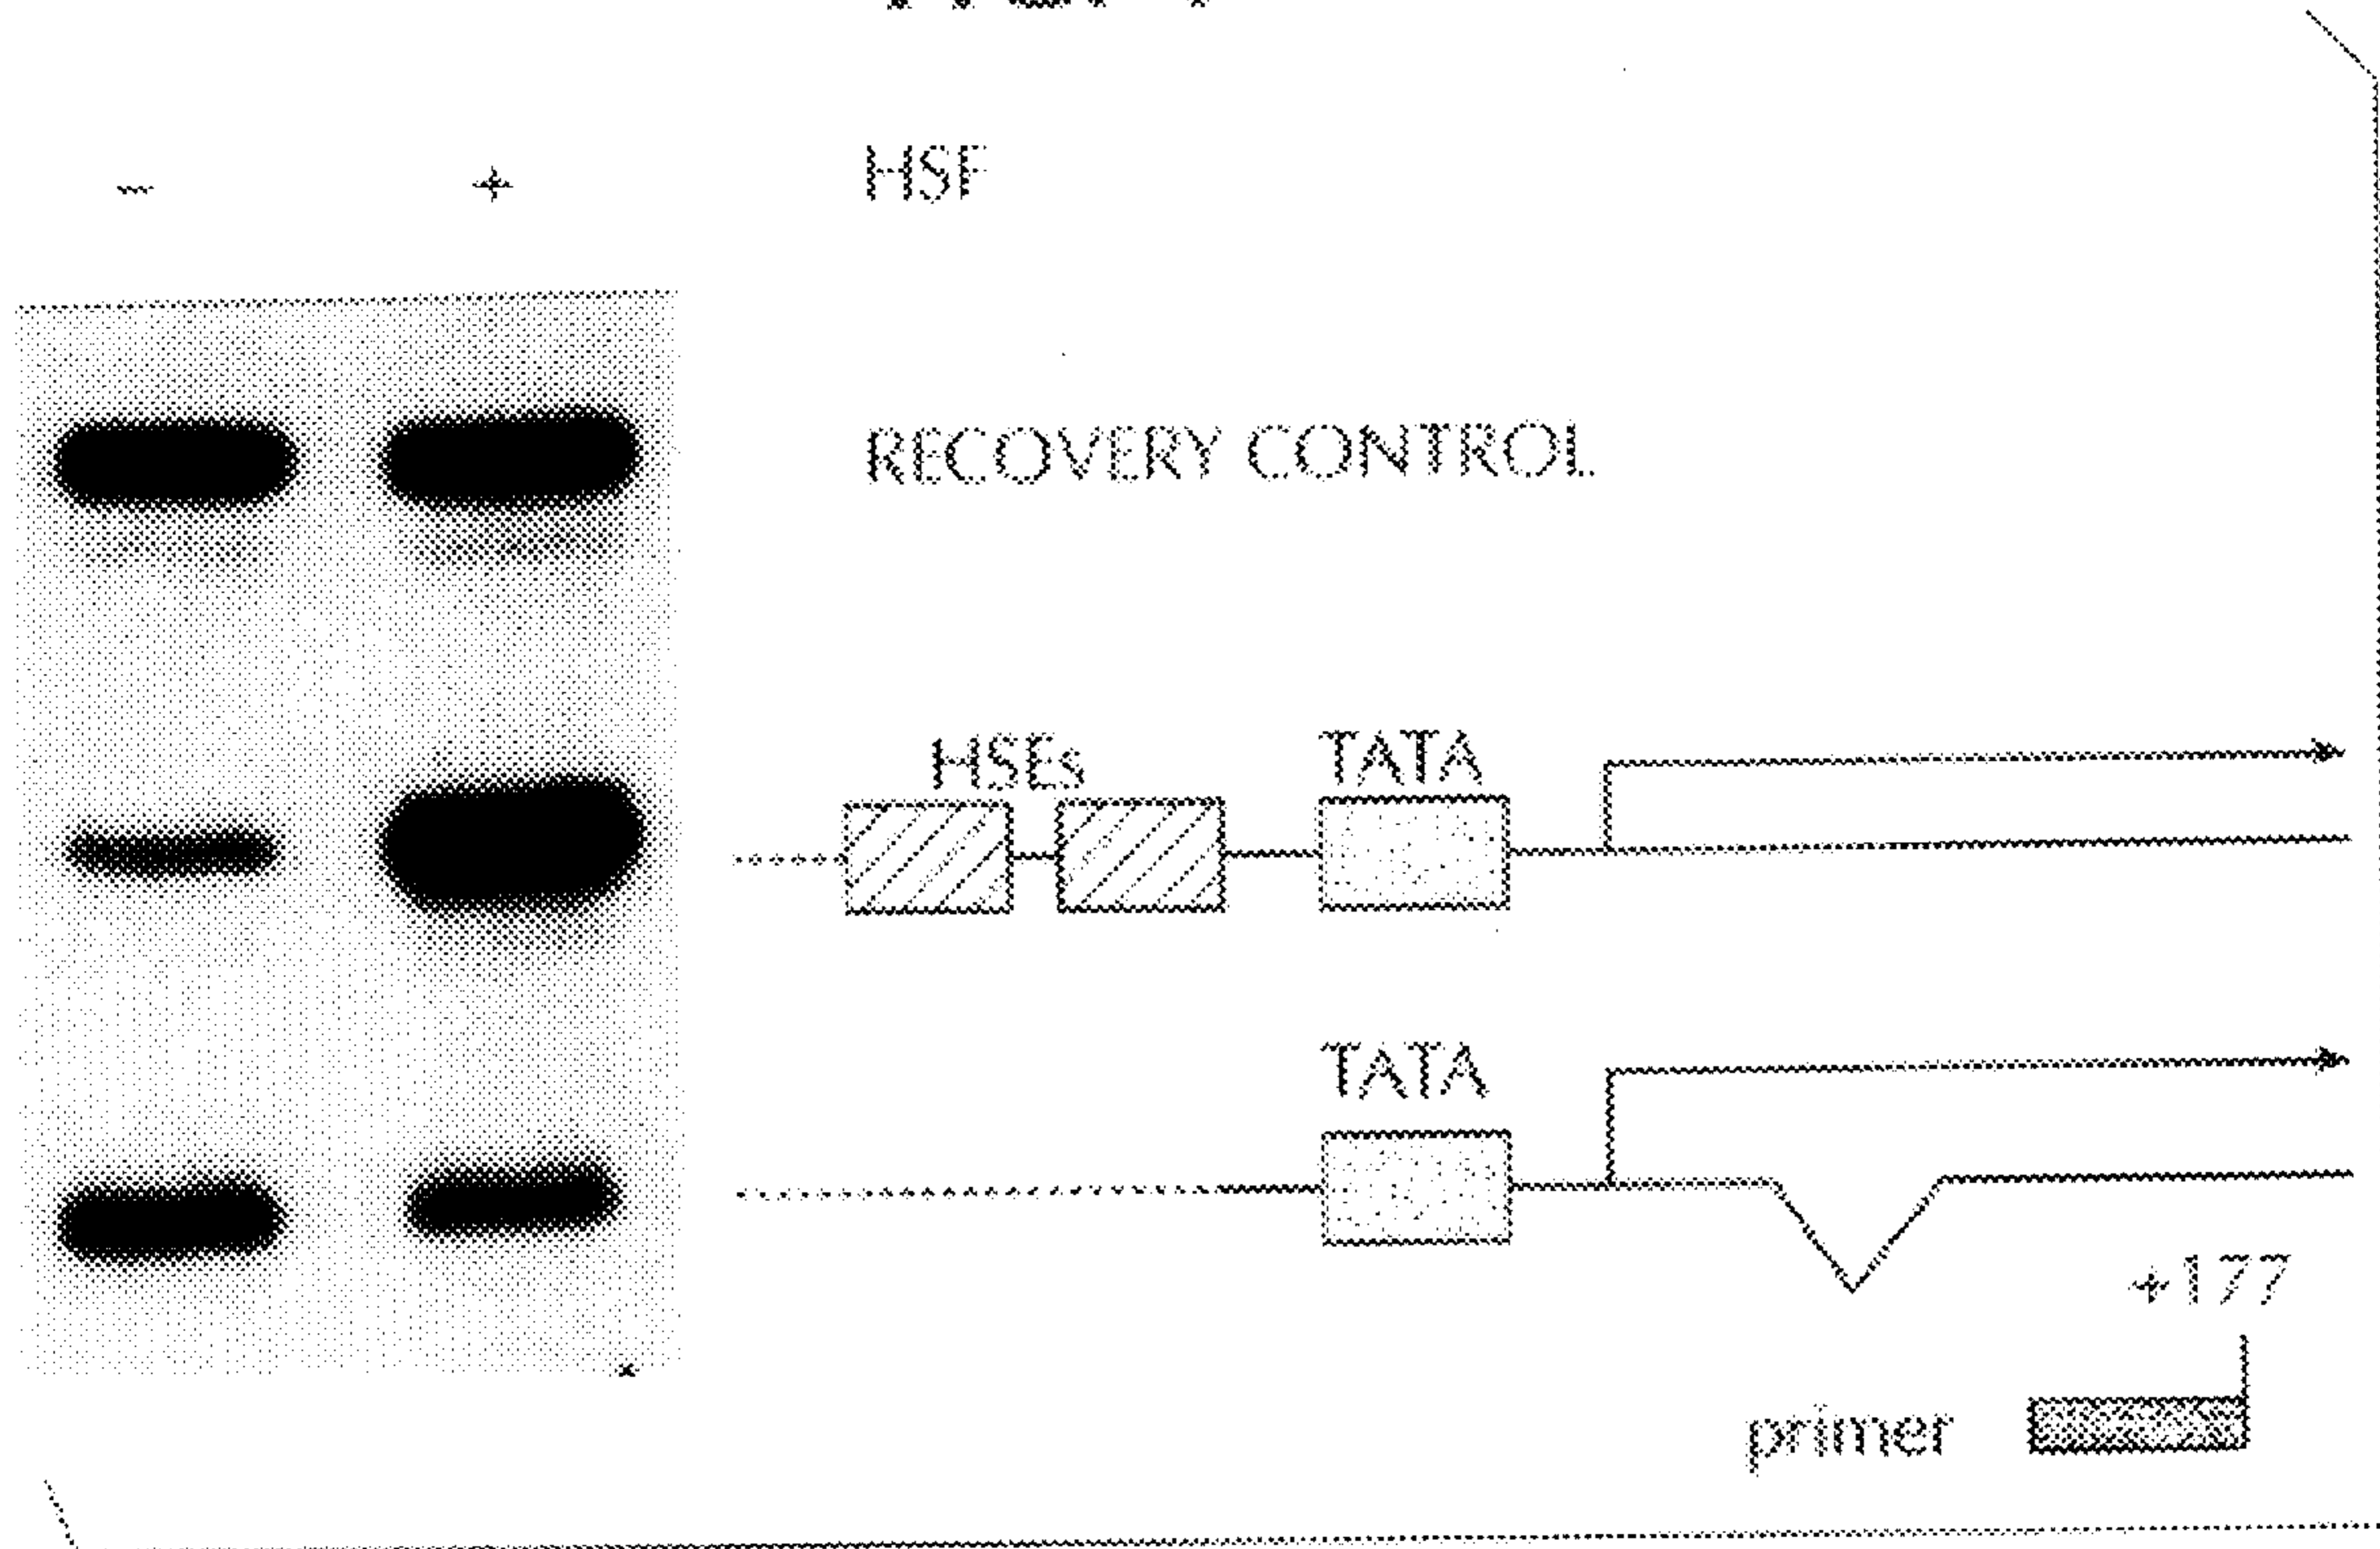 − + HSF
RECOVERY CONTROL
HSEs TATA
TATA
+177
primer